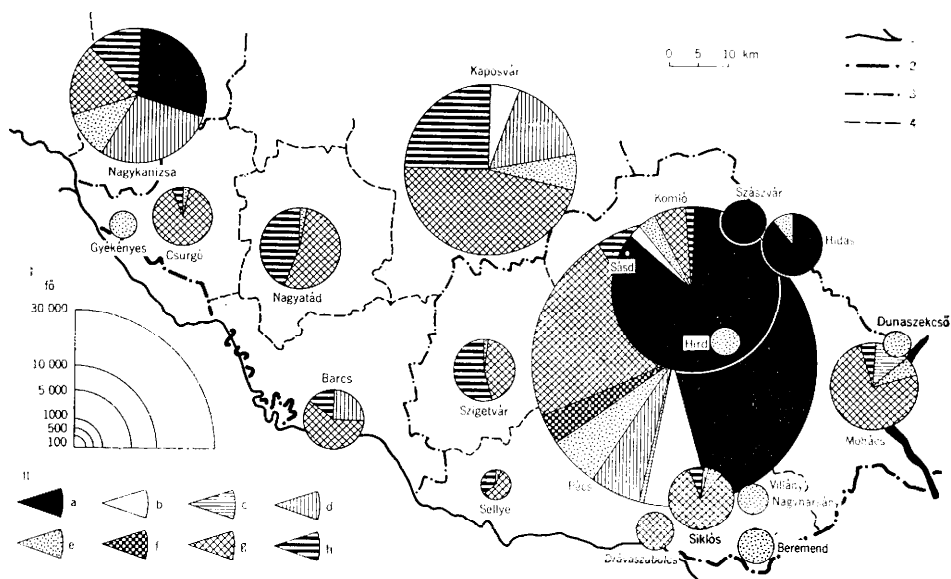 0 5 10 km
1
2
3
4
Kaposvár
Nagykanizsa
Komló
Szászvár
Hidas
Gyékényes
Csurgó
Sásd
Nagyatád
I
fő
30 000
10 000
5 000
1000
500
100
Hird
Dunaszekcső
Barcs
Szigetvár
Mohács
II
a
b
c
d
e
f
g
h
Pécs
Sellye
Villány
Nagyharsány
Siklós
Drávaszabolcs
Beremend